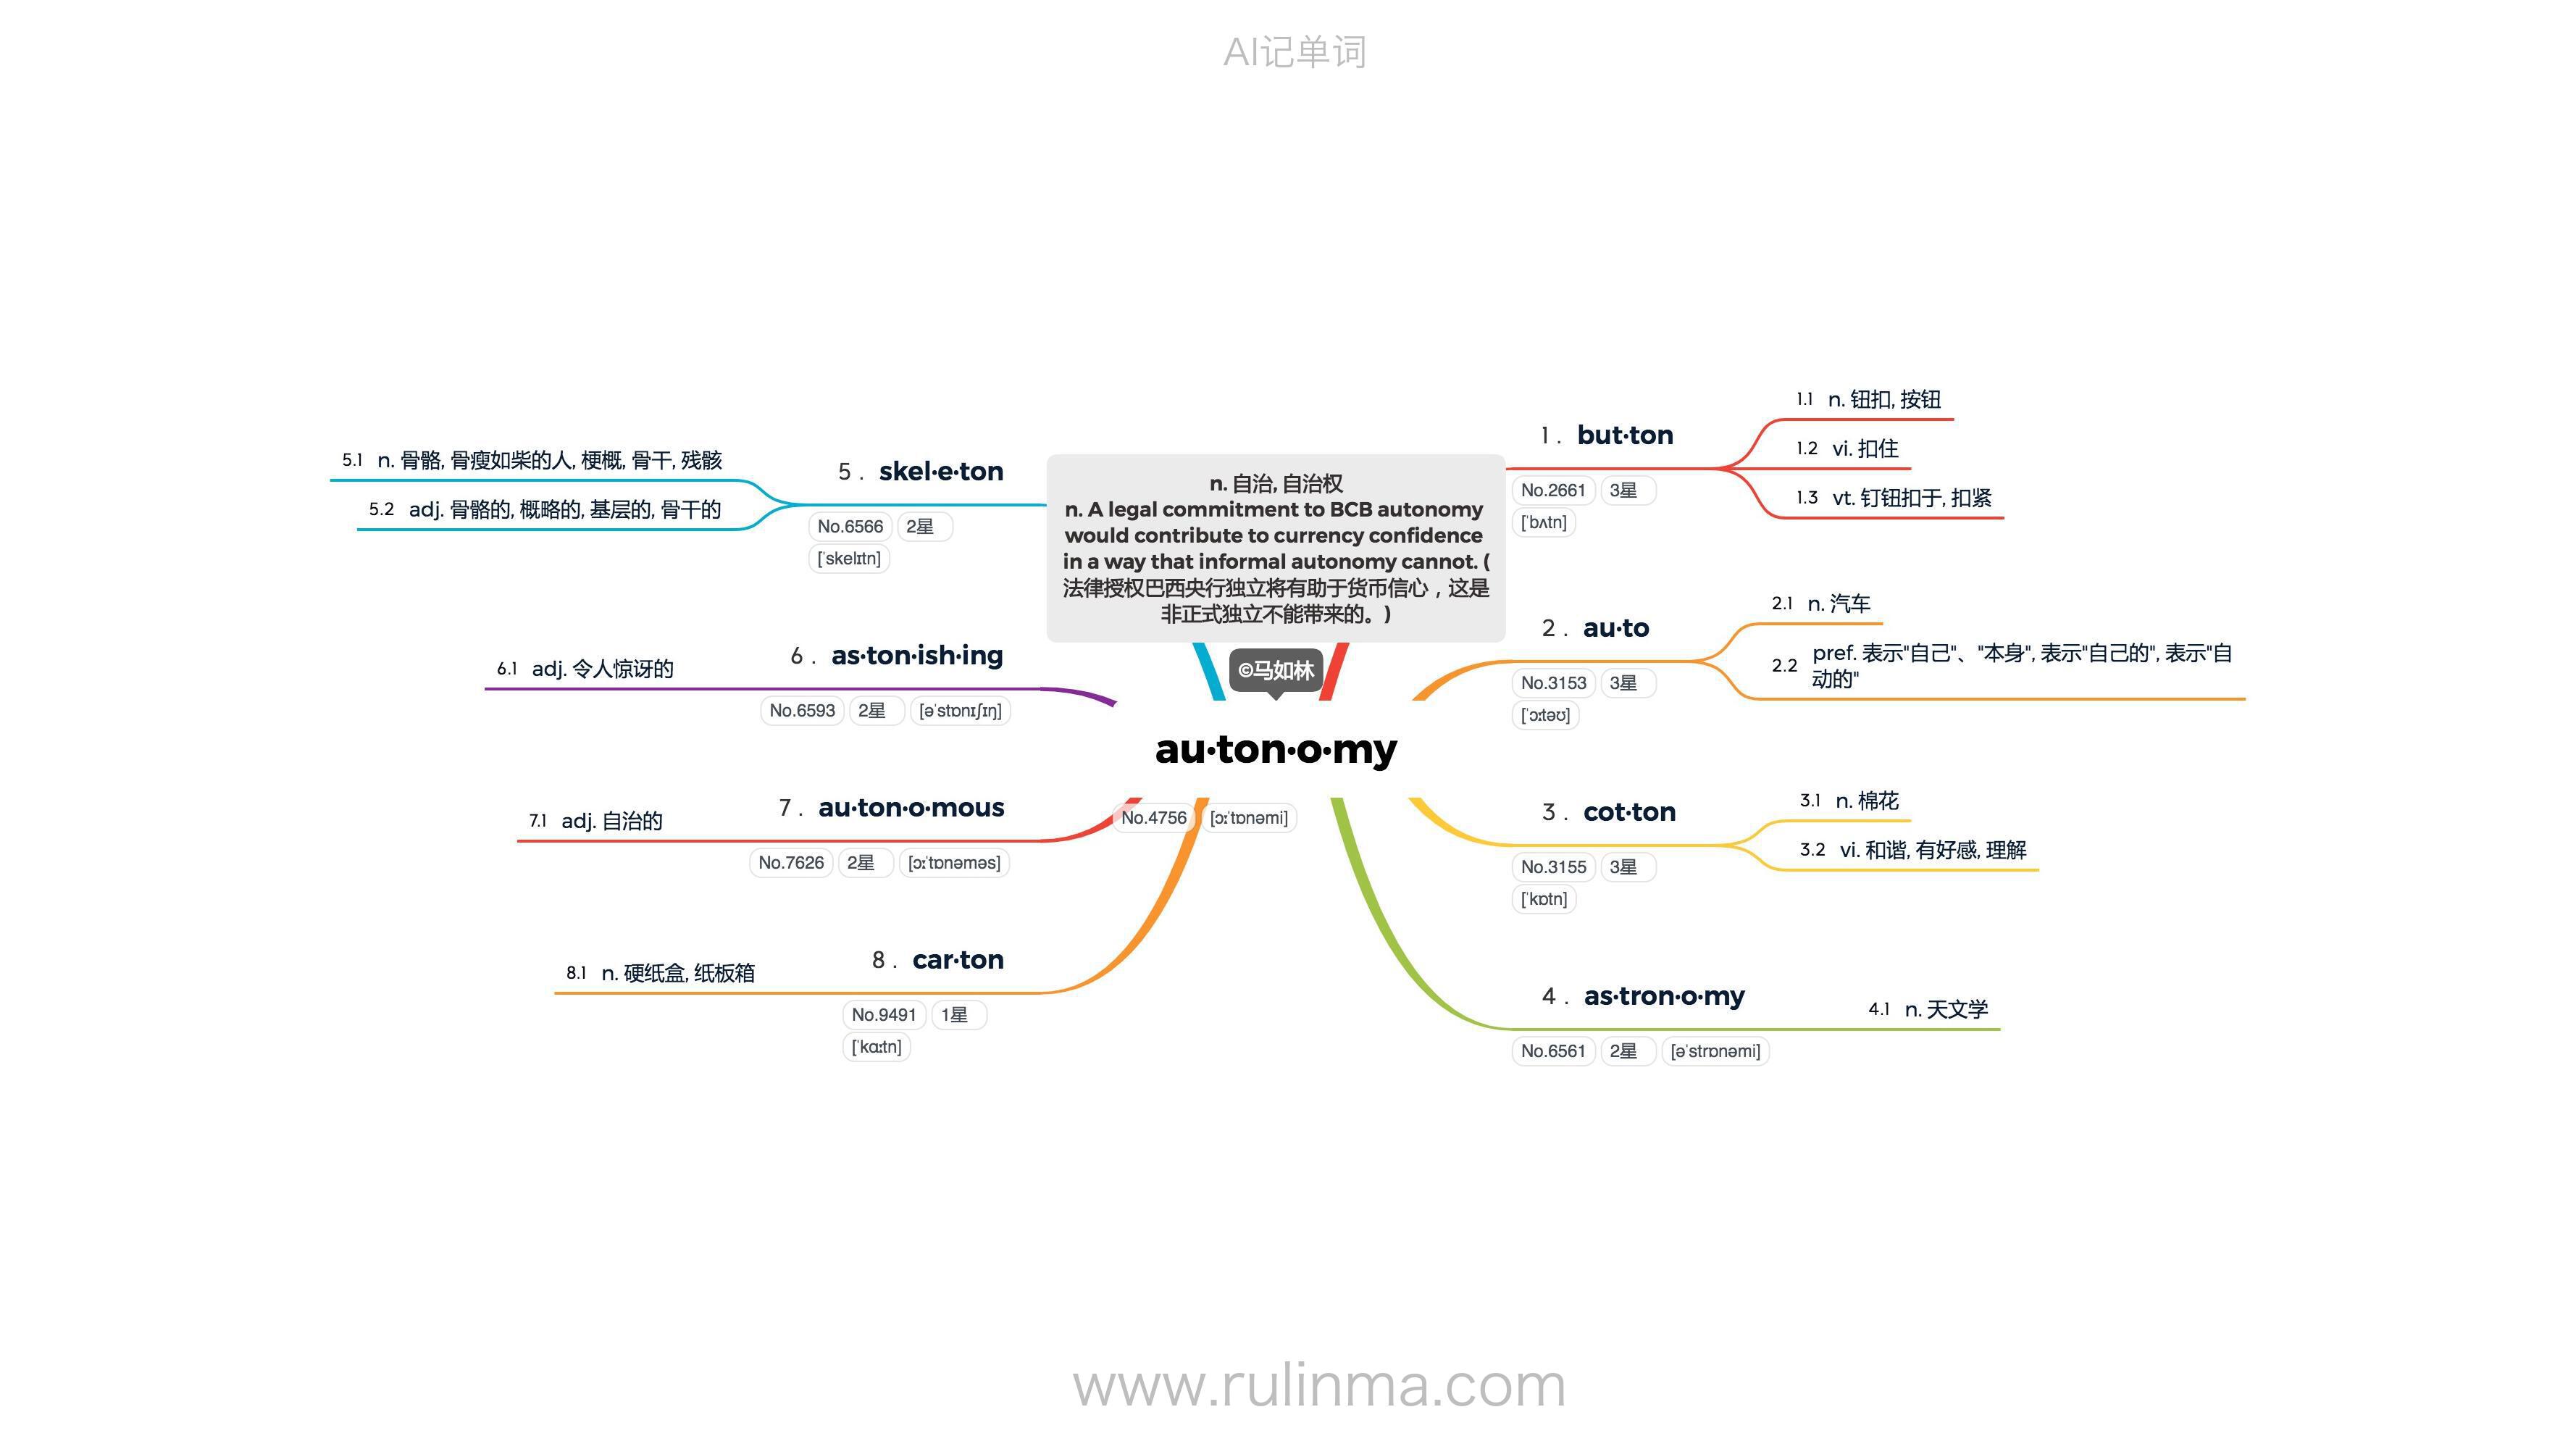 AI记单词
n. 自治, 自治权
n. A legal commitment to BCB autonomy
would contribute to currency confidence
in a way that informal autonomy cannot. (
法律授权巴西央行独立将有助于货币信心，这是
非正式独立不能带来的。)
©马如林
au·ton·o·my
No.4756 [ɔːˈtɒnəmi]
1 . but·ton
No.2661 3星
[ˈbʌtn]
1.1 n. 钮扣, 按钮
1.2 vi. 扣住
1.3 vt. 钉钮扣于, 扣紧
2 . au·to
No.3153 3星
[ˈɔːtəʊ]
2.1 n. 汽车
2.2 pref. 表示"自己"、"本身", 表示"自己的", 表示"自
动的"
3 . cot·ton
No.3155 3星
[ˈkɒtn]
3.1 n. 棉花
3.2 vi. 和谐, 有好感, 理解
4 . as·tron·o·my
No.6561 2星 [əˈstrɒnəmi]
4.1 n. 天文学
5 . skel·e·ton
No.6566 2星
[ˈskelɪtn]
5.1 n. 骨骼, 骨瘦如柴的人, 梗概, 骨干, 残骸
5.2 adj. 骨骼的, 概略的, 基层的, 骨干的
6 . as·ton·ish·ing
No.6593 2星 [əˈstɒnɪʃɪŋ]
6.1 adj. 令人惊讶的
7 . au·ton·o·mous
No.7626 2星 [ɔːˈtɒnəməs]
7.1 adj. 自治的
8 . car·ton
No.9491 1星
[ˈkɑːtn]
8.1 n. 硬纸盒, 纸板箱
www.rulinma.com